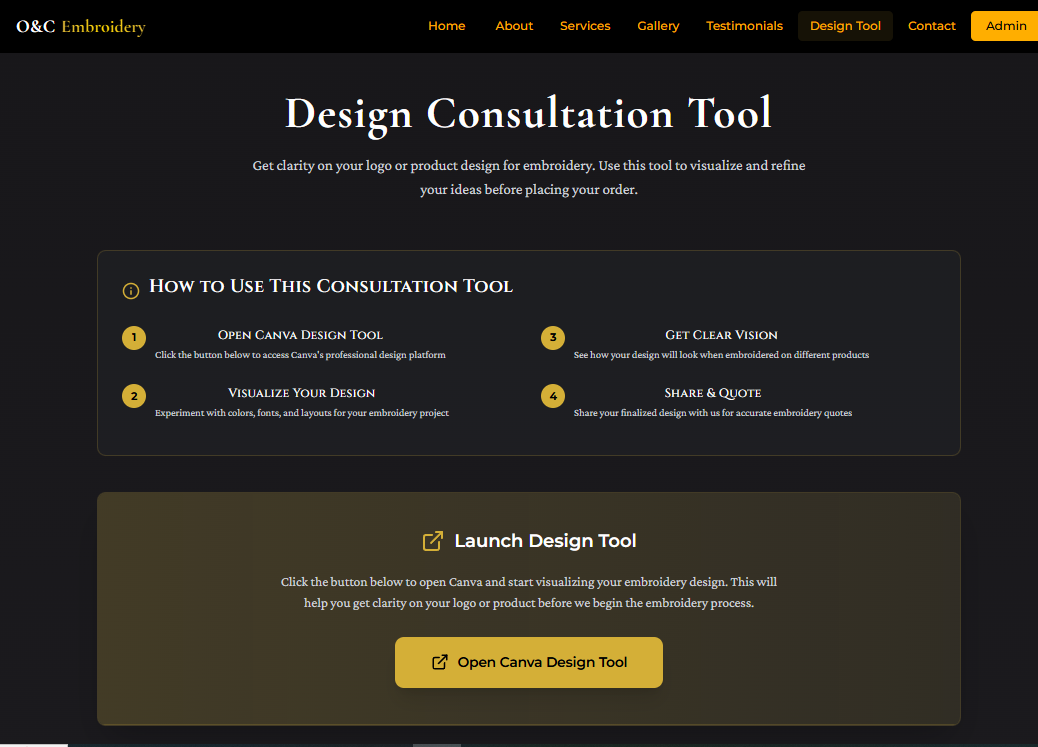 O&C Embroidery
Home About Services Gallery Testimonials Design Tool Contact Admin
Design Consultation Tool
Get clarity on your logo or product design for embroidery. Use this tool to visualize and refine
your ideas before placing your order.
How to Use This Consultation Tool
1 Open Canva Design Tool
Click the button below to access Canva's professional design platform
2 Visualize Your Design
Experiment with colors, fonts, and layouts for your embroidery project
3 Get Clear Vision
See how your design will look when embroidered on different products
4 Share & Quote
Share your finalized design with us for accurate embroidery quotes
Launch Design Tool
Click the button below to open Canva and start visualizing your embroidery design. This will
help you get clarity on your logo or product before we begin the embroidery process.
Open Canva Design Tool